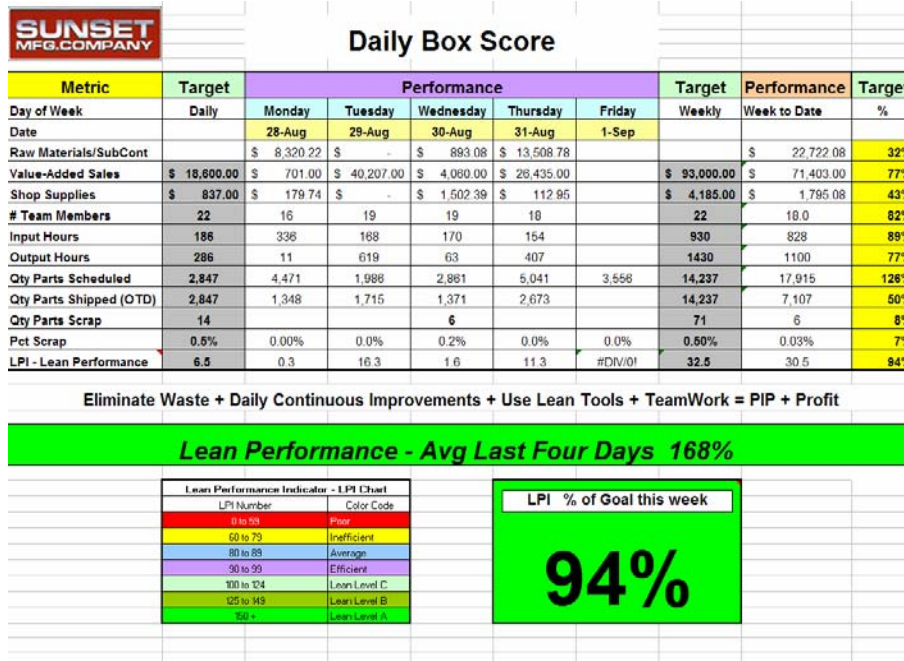 SUNSET
MFG.COMPANY
Daily Box Score
Metric Target Performance Target Performance Targe
Day of Week Daily Monday Tuesday Wednesday Thursday Friday Weekly Week to Date %
Date 28-Aug 29-Aug 30-Aug 31-Aug 1-Sep
Raw Materials/SubCont $ 8,320.22 $ - $ 893.08 $ 13,508.78 $ 22,722.08 32%
Value-Added Sales $ 18,600.00 $ 701.00 $ 40,207.00 $ 4,060.00 $ 26,435.00 $ 93,000.00 $ 71,403.00 77%
Shop Supplies $ 837.00 $ 179.74 $ - $ 1,502.39 $ 112.95 $ 4,185.00 $ 1,795.08 43%
# Team Members 22 16 19 19 18 22 18.0 82%
Input Hours 186 336 168 170 154 930 828 89%
Output Hours 286 11 619 63 407 1430 1100 77%
Qty Parts Scheduled 2,847 4,471 1,986 2,861 5,041 3,556 14,237 17,915 126%
Qty Parts Shipped (OTD) 2,847 1,348 1,715 1,371 2,673 14,237 7,107 50%
Qty Parts Scrap 14 6 71 6 8%
Pct Scrap 0.5% 0.00% 0.0% 0.2% 0.0% 0.0% 0.50% 0.03% 7%
LPI - Lean Performance 6.5 0.3 16.3 1.6 11.3 #DIV/0! 32.5 30.5 94%
Eliminate Waste + Daily Continuous Improvements + Use Lean Tools + TeamWork = PIP + Profit
Lean Performance - Avg Last Four Days 168%
Lean Performance Indicator - LPI Chart
LPI Number Color Code
0 to 59 Poor
60 to 79 Inefficient
80 to 89 Average
90 to 99 Efficient
100 to 124 Lean Level C
125 to 149 Lean Level B
150 + Lean Level A
LPI % of Goal this week
94%